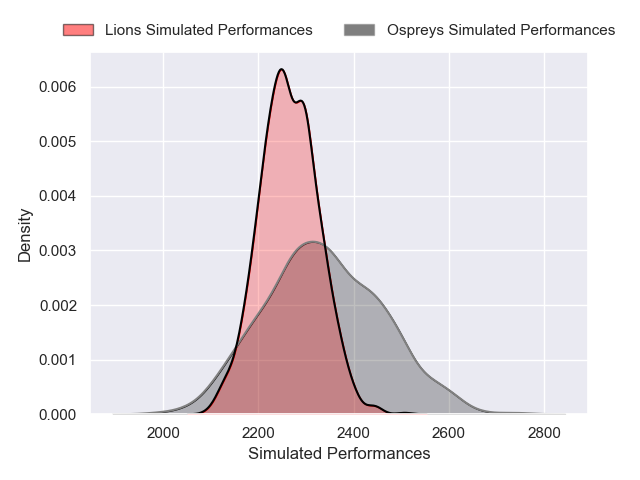 Lions Simulated Performances Ospreys Simulated Performances
0.006
0.005
0.004
0.003
0.002
0.001
0.000
Density
2000 2200 2400 2600 2800
Simulated Performances